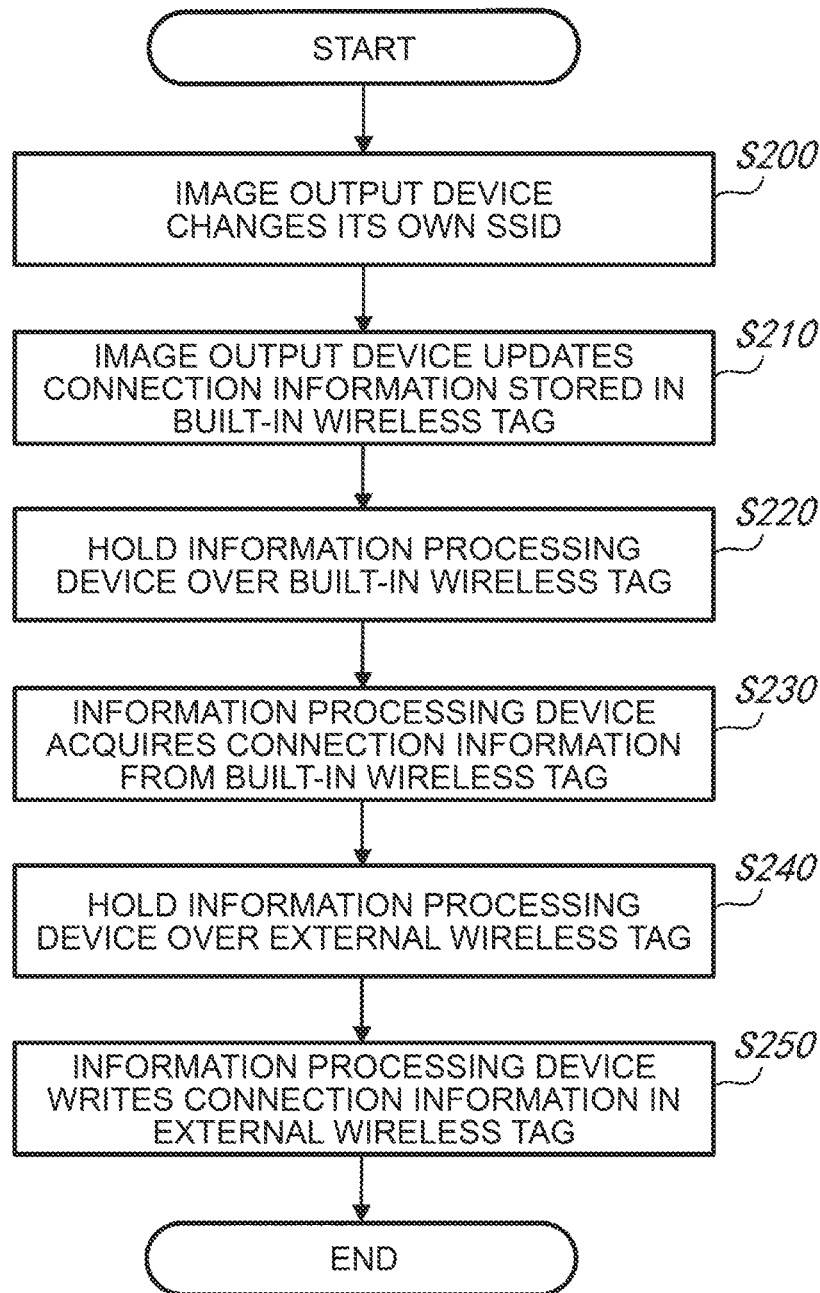 START
S200
IMAGE OUTPUT DEVICE
CHANGES ITS OWN SSID
S210
IMAGE OUTPUT DEVICE UPDATES
CONNECTION INFORMATION STORED IN
BUILT-IN WIRELESS TAG
S220
HOLD INFORMATION PROCESSING
DEVICE OVER BUILT-IN WIRELESS TAG
S230
INFORMATION PROCESSING DEVICE
ACQUIRES CONNECTION INFORMATION
FROM BUILT-IN WIRELESS TAG
S240
HOLD INFORMATION PROCESSING
DEVICE OVER EXTERNAL WIRELESS TAG
S250
INFORMATION PROCESSING DEVICE
WRITES CONNECTION INFORMATION IN
EXTERNAL WIRELESS TAG
END